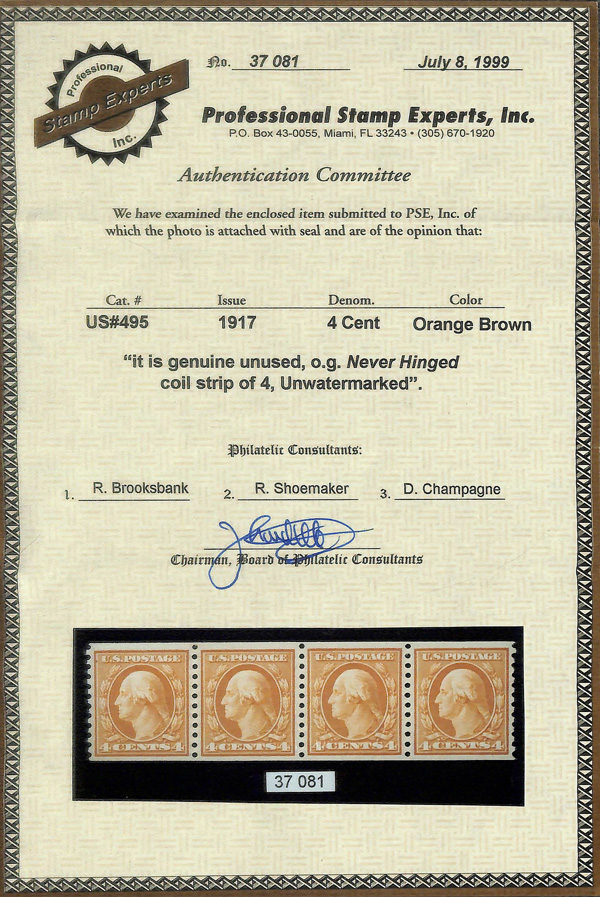 Professional
Stamp Experts
Inc.
No. 37 081
July 8, 1999
Professional Stamp Experts, Inc.
P.O. Box 43-0055, Miami, FL 33243 • (305) 670-1920
Authentication Committee
We have examined the enclosed item submitted to PSE, Inc. of
which the photo is attached with seal and are of the opinion that:
Cat. # Issue Denom. Color
US#495 1917 4 Cent Orange Brown
“it is genuine unused, o.g. Never Hinged
coil strip of 4, Unwatermarked”.
Philatelic Consultants:
1. R. Brooksbank 2. R. Shoemaker 3. D. Champagne
Chairman, Board of Philatelic Consultants
U.S.POSTAGE U.S.POSTAGE U.S.POSTAGE U.S.POSTAGE
4 CENTS 4 4 CENTS 4 4 CENTS 4 4 CENTS 4
37 081